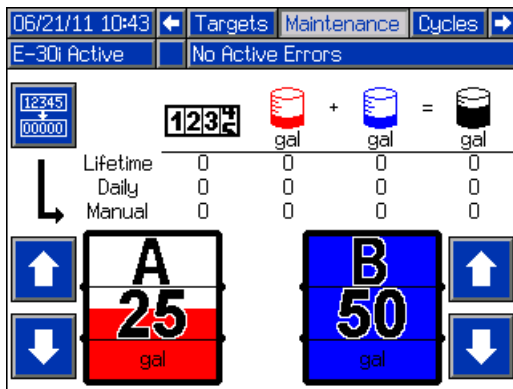 06/21/11 10:43 Targets Maintenance Cycles
E-30i Active No Active Errors
12345
00000
+ =
gal gal gal
Lifetime 0 0 0 0
Daily 0 0 0 0
Manual 0 0 0 0
A B
25 50
gal gal